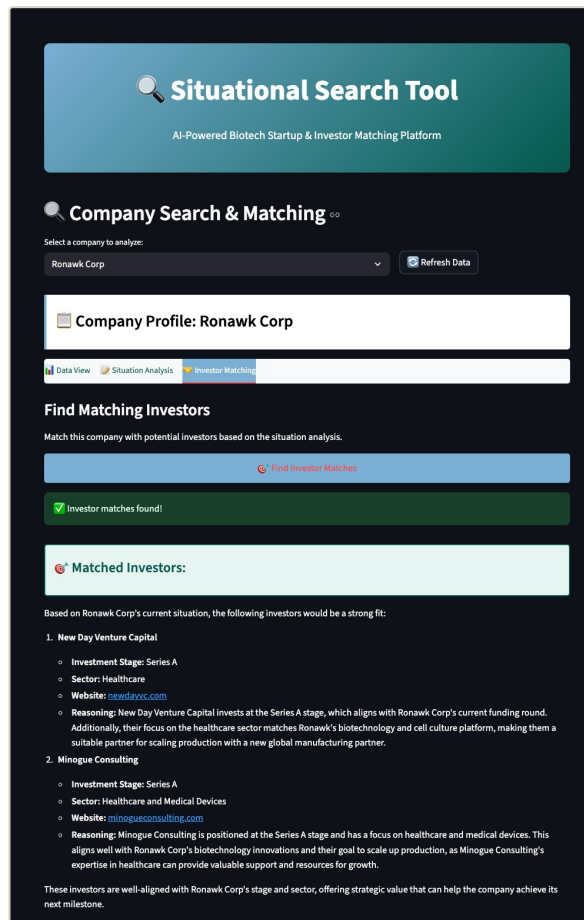 Situational Search Tool
AI-Powered Biotech Startup & Investor Matching Platform
Company Search & Matching
Select a company to analyze:
Ronawk Corp
Refresh Data
Company Profile: Ronawk Corp
Data View Situation Analysis Investor Matching
Find Matching Investors
Match this company with potential investors based on the situation analysis.
Find Investor Matches
Investor matches found!
Matched Investors:
Based on Ronawk Corp's current situation, the following investors would be a strong fit:
1. New Day Venture Capital
Investment Stage: Series A
Sector: Healthcare
Website: newdayvc.com
Reasoning: New Day Venture Capital invests at the Series A stage, which aligns with Ronawk Corp's current funding round.
Additionally, their focus on the healthcare sector matches Ronawk's biotechnology and cell culture platform, making them a
suitable partner for scaling production with a new global manufacturing partner.
2. Minogue Consulting
Investment Stage: Series A
Sector: Healthcare and Medical Devices
Website: minogueconsulting.com
Reasoning: Minogue Consulting is positioned at the Series A stage and has a focus on healthcare and medical devices. This
aligns well with Ronawk Corp's biotechnology innovations and their goal to scale up production, as Minogue Consulting's
expertise in healthcare can provide valuable support and resources for growth.
These investors are well-aligned with Ronawk Corp's stage and sector, offering strategic value that can help the company achieve its
next milestone.